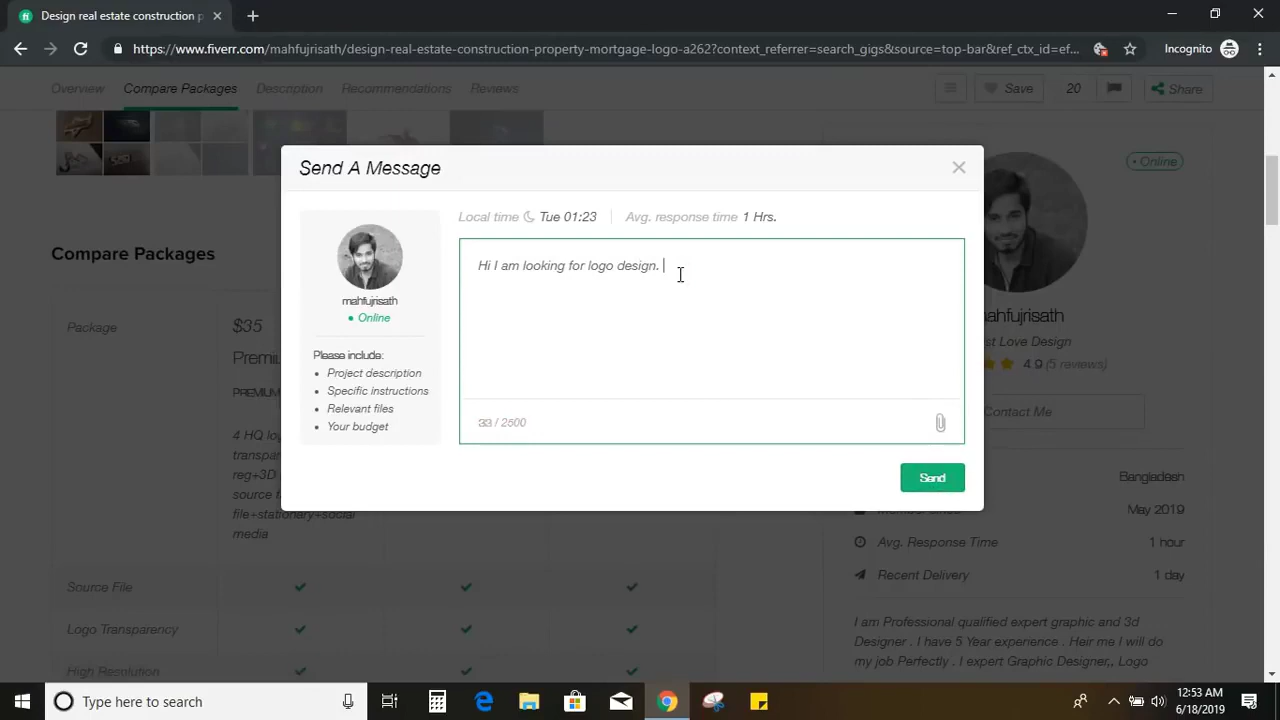 Design real estate construction p
https://www.fiverr.com/mahfujrisath/design-real-estate-construction-property-mortgage-logo-a262?context_referrer=search_gigs&source=top-bar&ref_ctx_id=ef...
Incognito
Overview
Compare Packages
Description
Recommendations
Reviews
Save
20
Share
Send A Message
Online
Local time
Tue 01:23
Avg. response time 1 Hrs.
Compare Packages
Hi I am looking for logo design.
mahfujrisath
Online
Please include:
Project description
Specific instructions
Relevant files
Your budget
33 / 2500
Send
ahfujrisath
st Love Design
4.9 (5 reviews)
Contact Me
Package
$35
Premiu
PREMIUM
4 HQ lo
transpar
reg+3D
source f
file+stationary+social
media
Bangladesh
May 2019
Avg. Response Time
1 hour
Recent Delivery
1 day
Source File
Logo Transparency
High Resolution
I am Professional qualified expert graphic and 3d
Designer . I have 5 Year experience . Heir me I will do
my job Perfectly . I expert Graphic Designer,, Logo
Type here to search
12:53 AM
6/18/2019